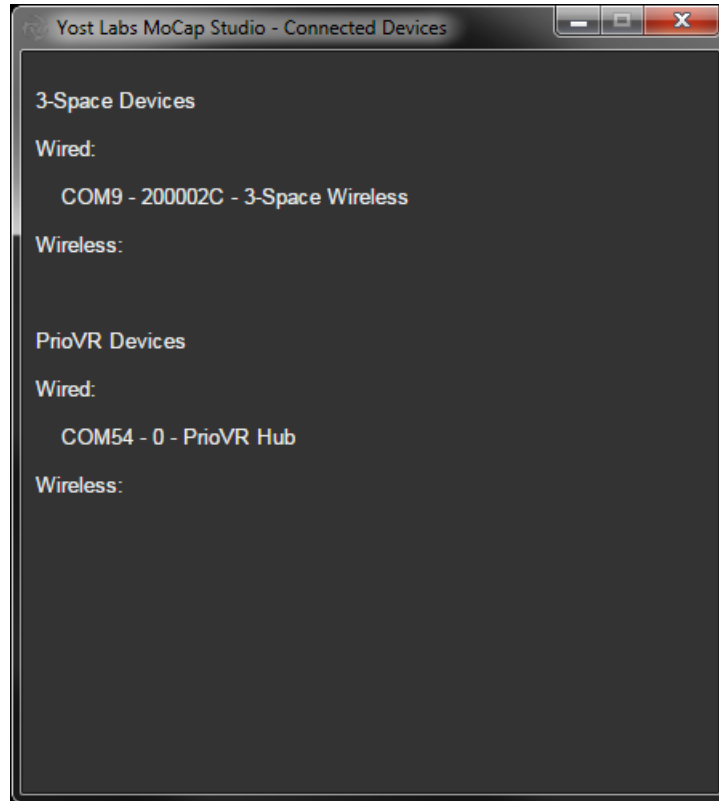 Yost Labs MoCap Studio - Connected Devices
3-Space Devices
Wired:
COM9 - 200002C - 3-Space Wireless
Wireless:
PrioVR Devices
Wired:
COM54 - 0 - PrioVR Hub
Wireless: